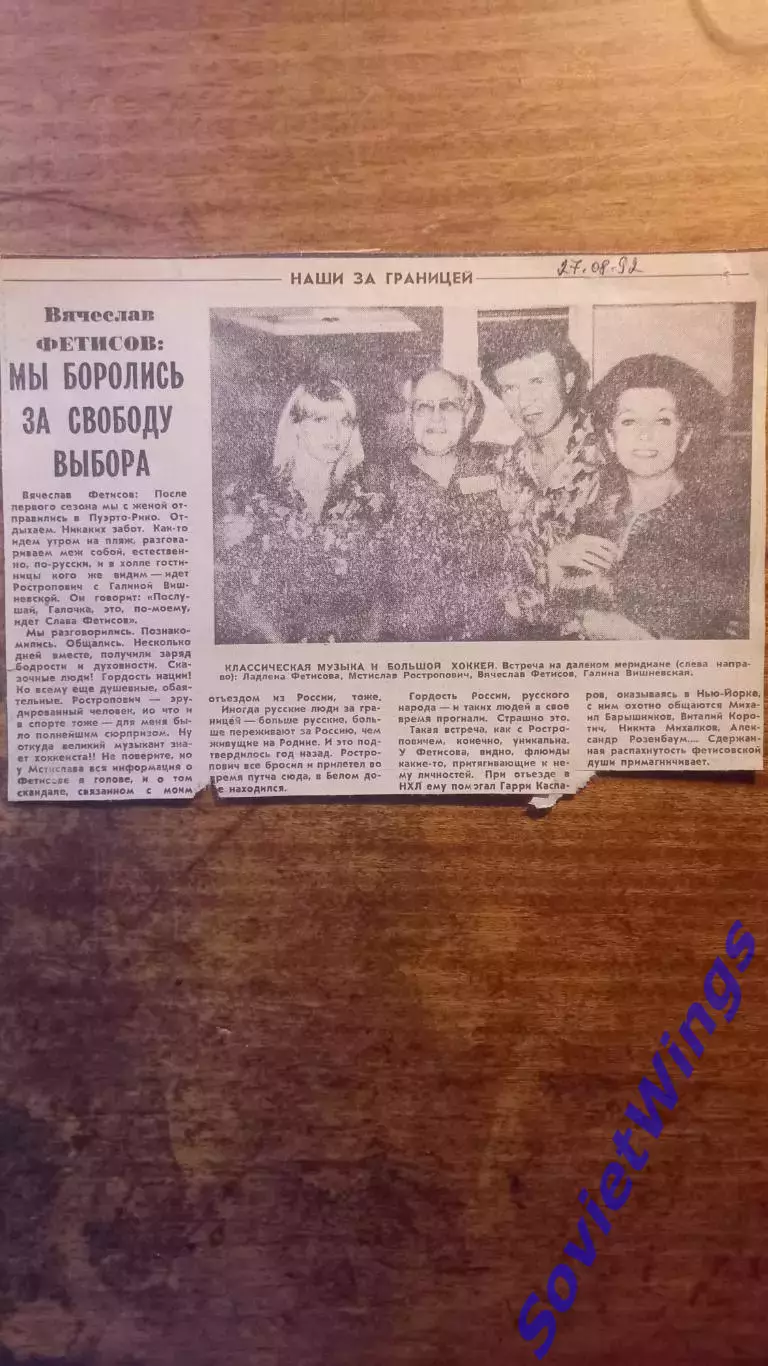 НАШИ ЗА ГРАНИЦЕЙ
27.08.92
Вячеслав
ФЕТИСОВ:
МЫ БОРОЛИСЬ
ЗА СВОБОДУ
ВЫБОРА
Вячеслав Фетисов: После
первого сезона мы с женой от-
правились в Пуэрто-Рико. От-
дыхаем. Никаких забот. Как-то
идем утром на пляж, разгова-
риваем меж собой, естествен-
но, по-русски, и в холле гости-
ницы кого же видим — идет
Ростропович с Галиной Виш-
невской. Он говорит: «Послу-
шай, Галочка, это, по-моему,
идет Слава Фетисов».
Мы разговорились. Познако-
мились. Общались. Несколько
дней вместе, получили заряд
бодрости и духовности. Ска-
зочные люди! Гордость нации!
Но всему еще душевные, обая-
тельные. Ростропович — эру-
дированный человек, но что и
в спорте тоже — для меня бы-
ло полнейшим сюрпризом. Ну
откуда великий музыкант зна-
ет хоккеиста!! Не поверите, но
у Мстислава вся информация о
Фетисове в голове, и о том
скандале, связанном с моим
КЛАССИЧЕСКАЯ МУЗЫКА И БОЛЬШОЙ ХОККЕЙ. Встреча на далеком меридиане (слева напра-
во): Ладлена Фетисова, Мстислав Ростропович, Вячеслав Фетисов, Галина Вишневская.
отъездом из России, тоже.
Иногда русские люди за гра-
ницей — больше русские, боль-
ше переживают за Россию, чем
живущие на Родине. И это под-
твердилось год назад. Ростро-
пович все бросил и прилетел во
время путча сюда, в Белом до-
ме находился.
Гордость России, русского
народа — и таких людей в свое
время прогнали. Страшно это.
Такая встреча, как с Ростро-
повичем, конечно, уникальна.
У Фетисова, видно, флюиды
какие-то, притягивающие к не-
му личностей. При отъезде в
НХЛ ему помогал Гарри Каспа-
ров, оказываясь в Нью-Йорке,
с ним охотно общаются Миха-
ил Барышников, Виталий Коро-
тич, Никита Михалков, Алек-
сандр Розенбаум.... Сдержан-
ная распахнутость фетисовской
души примагничивает.
SovietWings